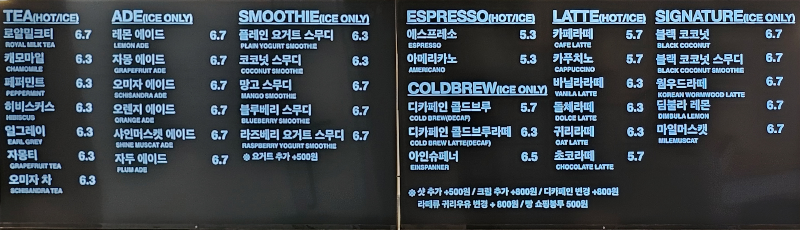 TEA(HOT/ICE)
로얄밀크티 6.7
ROYAL MILK TEA
캐모마일 6.3
CHAMOMILE
페퍼민트 6.3
PEPPERMINT
히비스커스 6.3
HIBISCUS
얼그레이 6.3
EARL GREY
자몽티 6.3
GRAPEFRUIT TEA
오미자 차 6.3
SCHISANDRA TEA
ADE(ICE ONLY)
레몬 에이드 6.7
LEMON ADE
자몽 에이드 6.7
GRAPEFRUIT ADE
오미자 에이드 6.7
SCHISANDRA ADE
오렌지 에이드 6.7
ORANGE ADE
샤인머스켓 에이드 6.7
SHINE MUSCAT ADE
자두 에이드 6.7
PLUM ADE
SMOOTHIE(ICE ONLY)
플레인 요거트 스무디 6.3
PLAIN YOGURT SMOOTHIE
코코넛 스무디 6.3
COCONUT SMOOTHIE
망고 스무디 6.7
MANGO SMOOTHIE
블루베리 스무디 6.7
BLUEBERRY SMOOTHIE
라즈베리 요거트 스무디 6.7
RASPBERRY YOGURT SMOOTHIE
※ 요거트 추가 +500원
ESPRESSO(HOT/ICE)
에스프레소 5.3
ESPRESSO
아메리카노 5.3
AMERICANO
COLDBREW(ICE ONLY)
디카페인 콜드브루 5.7
COLD BREW(DECAF)
디카페인 콜드브루라떼 6.3
COLD BREW LATTE(DECAF)
아인슈페너 6.5
EINSPANNER
LATTE(HOT/ICE)
카페라떼 5.7
CAFE LATTE
카푸치노 5.7
CAPPUCCINO
바닐라라떼 6.3
VANILA LATTE
돌체라떼 6.3
DOLCE LATTE
귀리라떼 6.3
OAT LATTE
초코라떼 5.7
CHOCOLATE LATTE
SIGNATURE(ICE ONLY)
블랙 코코넛 6.7
BLACK COCONUT
블랙 코코넛 스무디 6.7
BLACK COCONUT SMOOTHIE
원우드라떼 6.7
KOREAN WORMWOOD LATTE
딤불라 레몬 6.7
DIMBULA LEMON
마일머스켓 6.7
MILEMUSCAT
※ 샷 추가 +500원 / 크림 추가 +800원 / 디카페인 변경 +800원
라떼류 귀리우유 변경 + 800원 / 빵 쇼핑봉투 500원